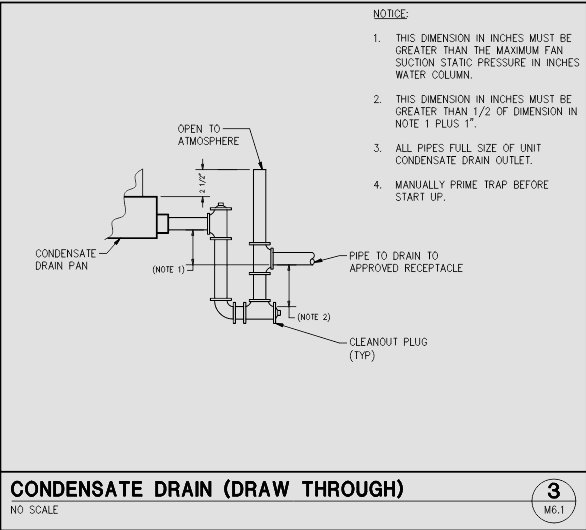 NOTICE:
1. THIS DIMENSION IN INCHES MUST BE
GREATER THAN THE MAXIMUM FAN
SUCTION STATIC PRESSURE IN INCHES
WATER COLUMN.
2. THIS DIMENSION IN INCHES MUST BE
GREATER THAN 1/2 OF DIMENSION IN
NOTE 1 PLUS 1".
3. ALL PIPES FULL SIZE OF UNIT
CONDENSATE DRAIN OUTLET.
4. MANUALLY PRIME TRAP BEFORE
START UP.
OPEN TO
ATMOSPHERE
2 1/2"
CONDENSATE
DRAIN PAN
(NOTE 1)
PIPE TO DRAIN TO
APPROVED RECEPTACLE
(NOTE 2)
CLEANOUT PLUG
(TYP)
CONDENSATE DRAIN (DRAW THROUGH)
NO SCALE
3
M6.1